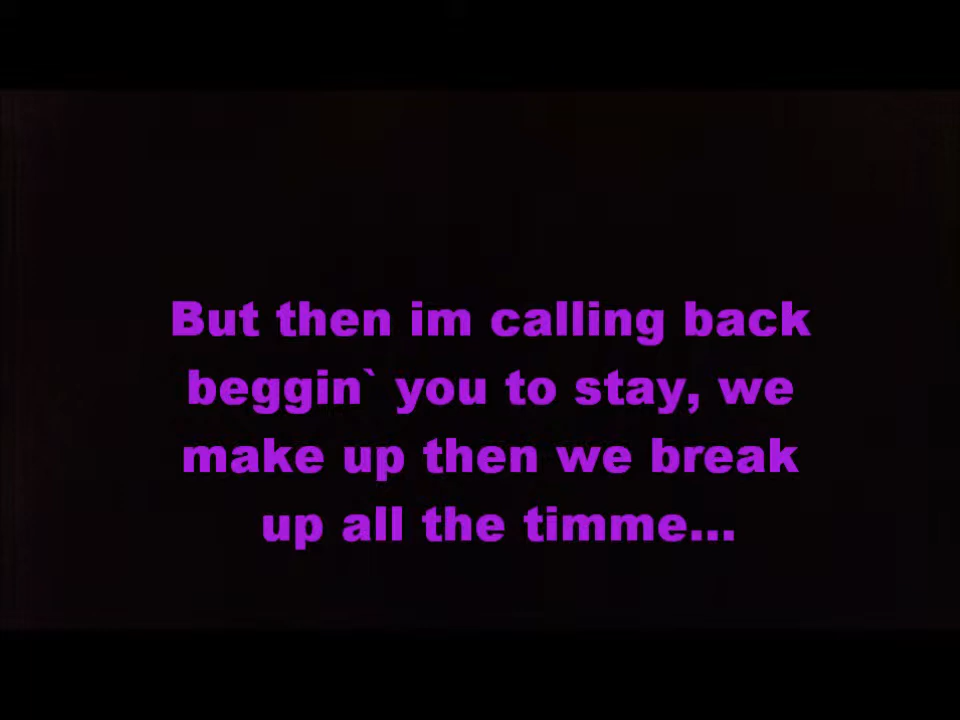 But then im calling back
beggin` you to stay, we
make up then we break
up all the timme...